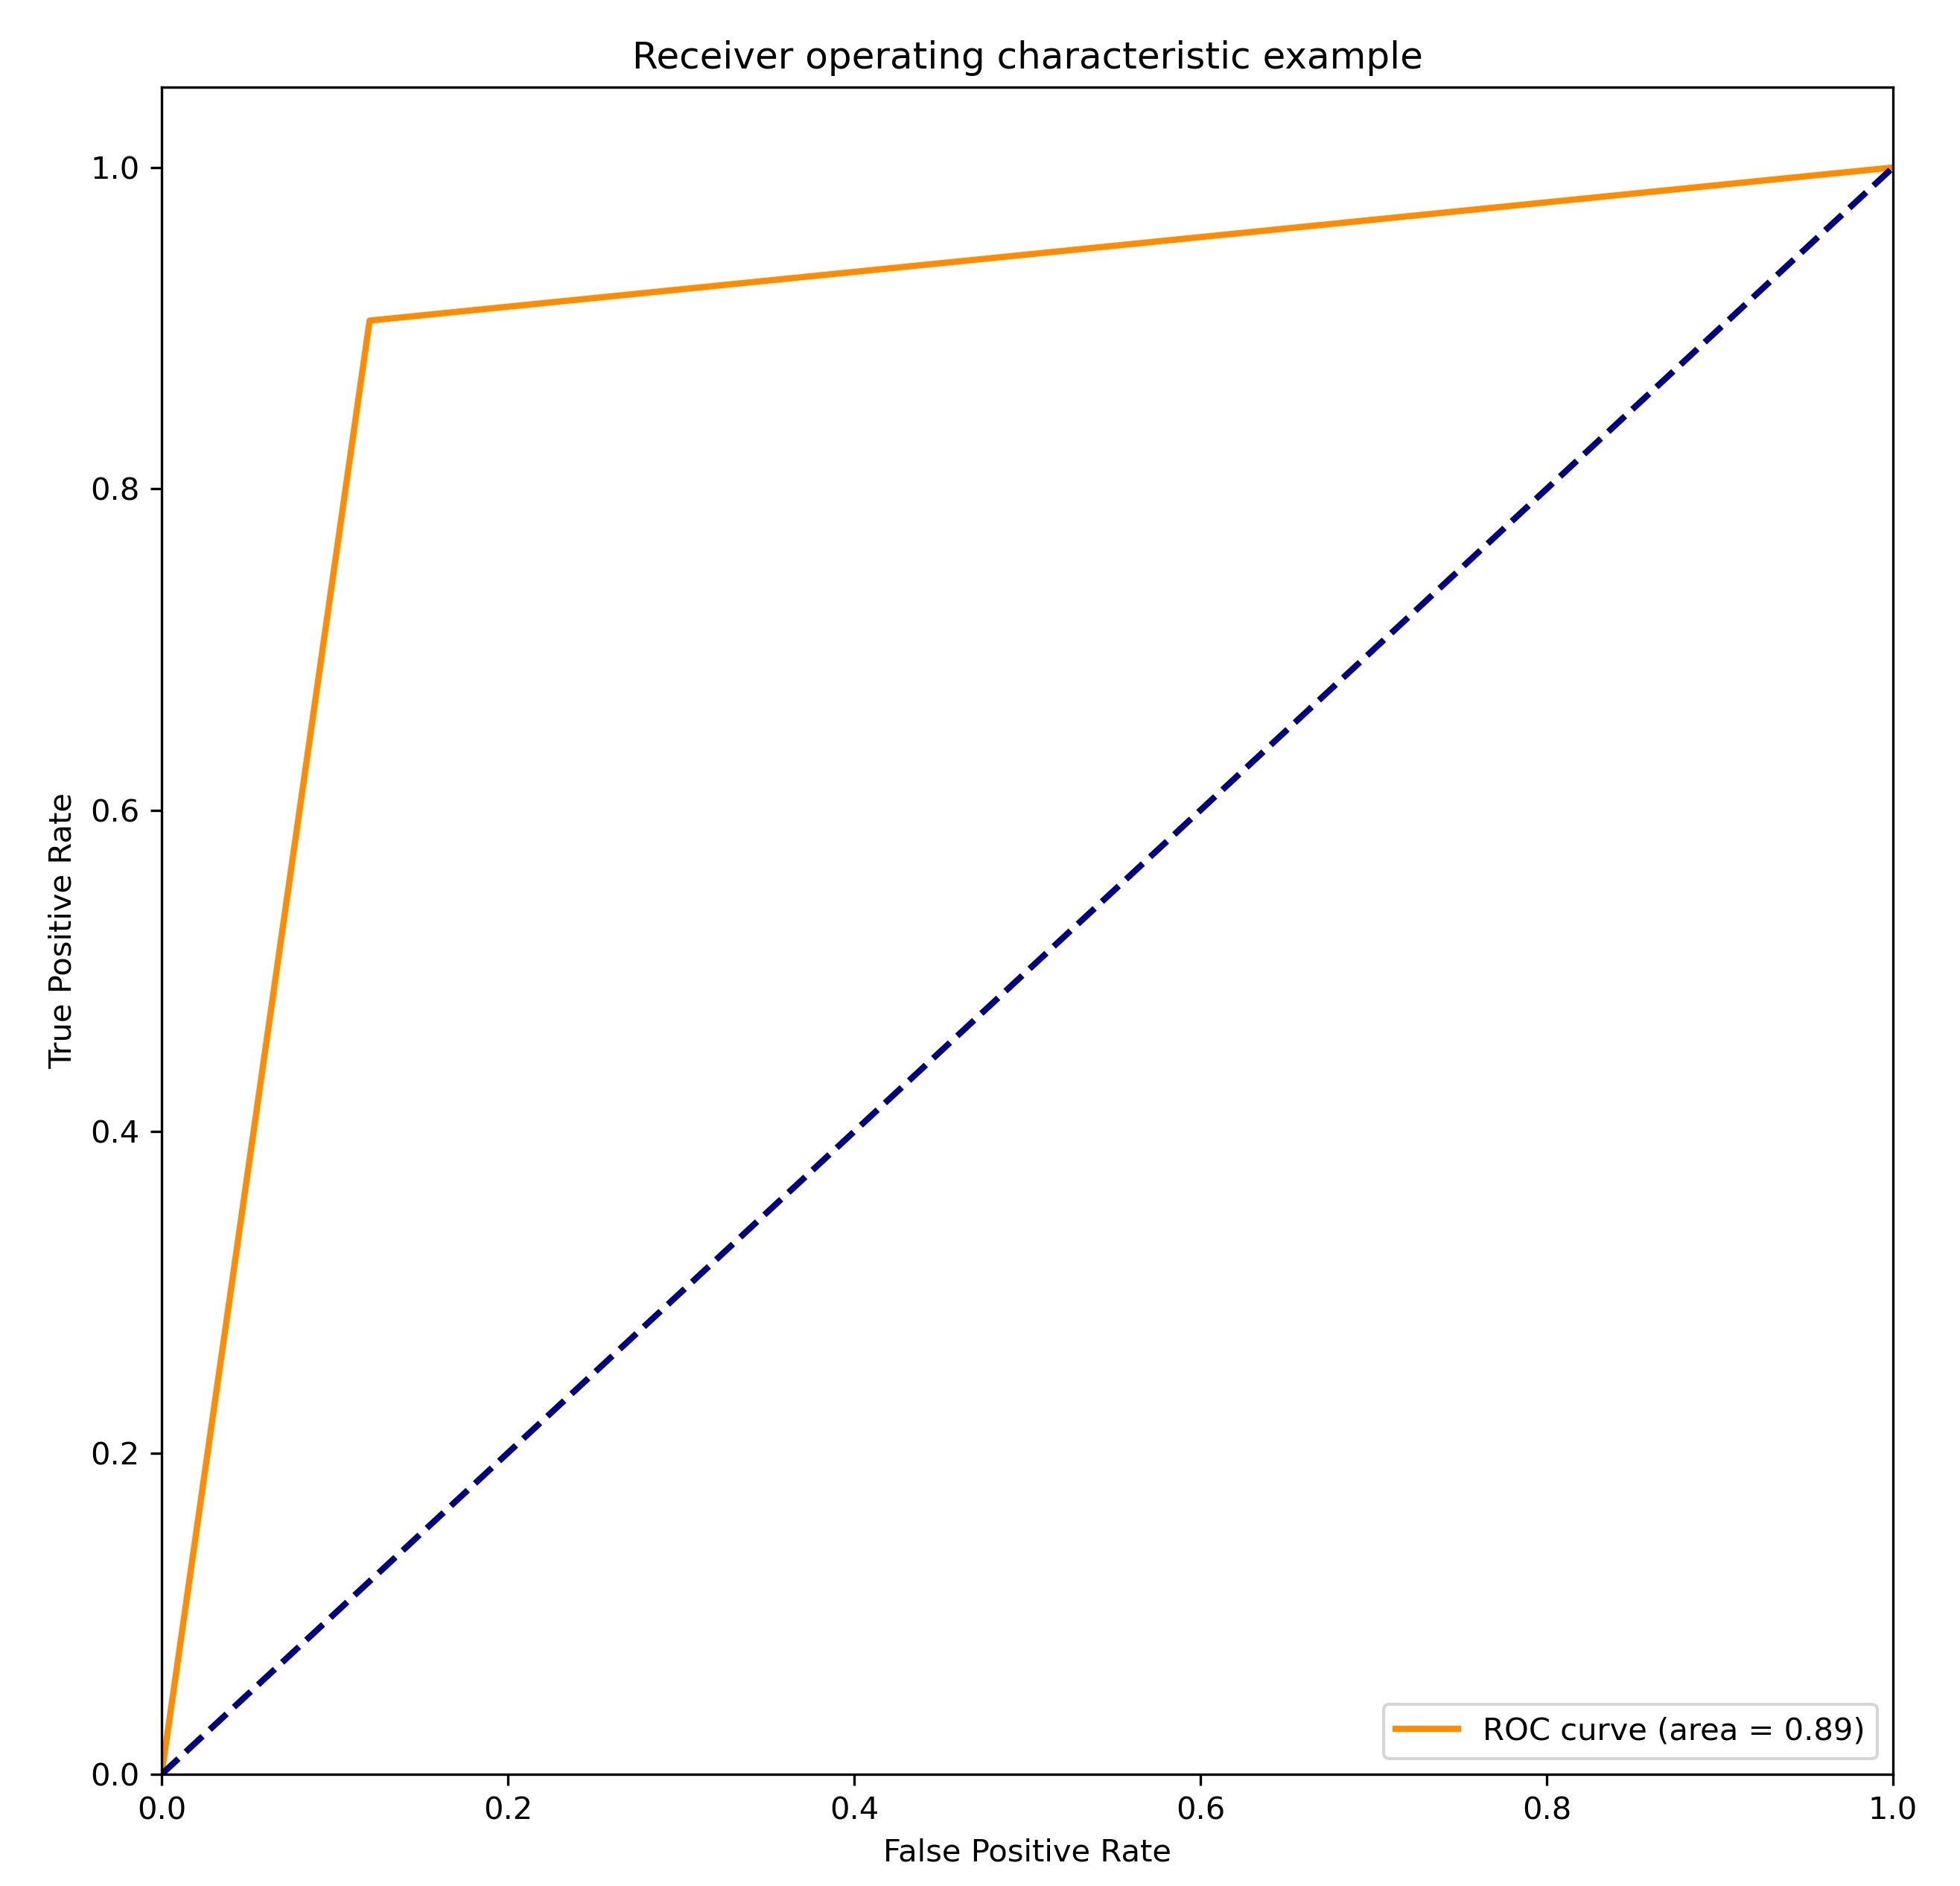 Receiver operating characteristic example
1.0
0.8
0.6
0.4
0.2
0.0
True Positive Rate
0.0 0.2 0.4 0.6 0.8 1.0
False Positive Rate
ROC curve (area = 0.89)